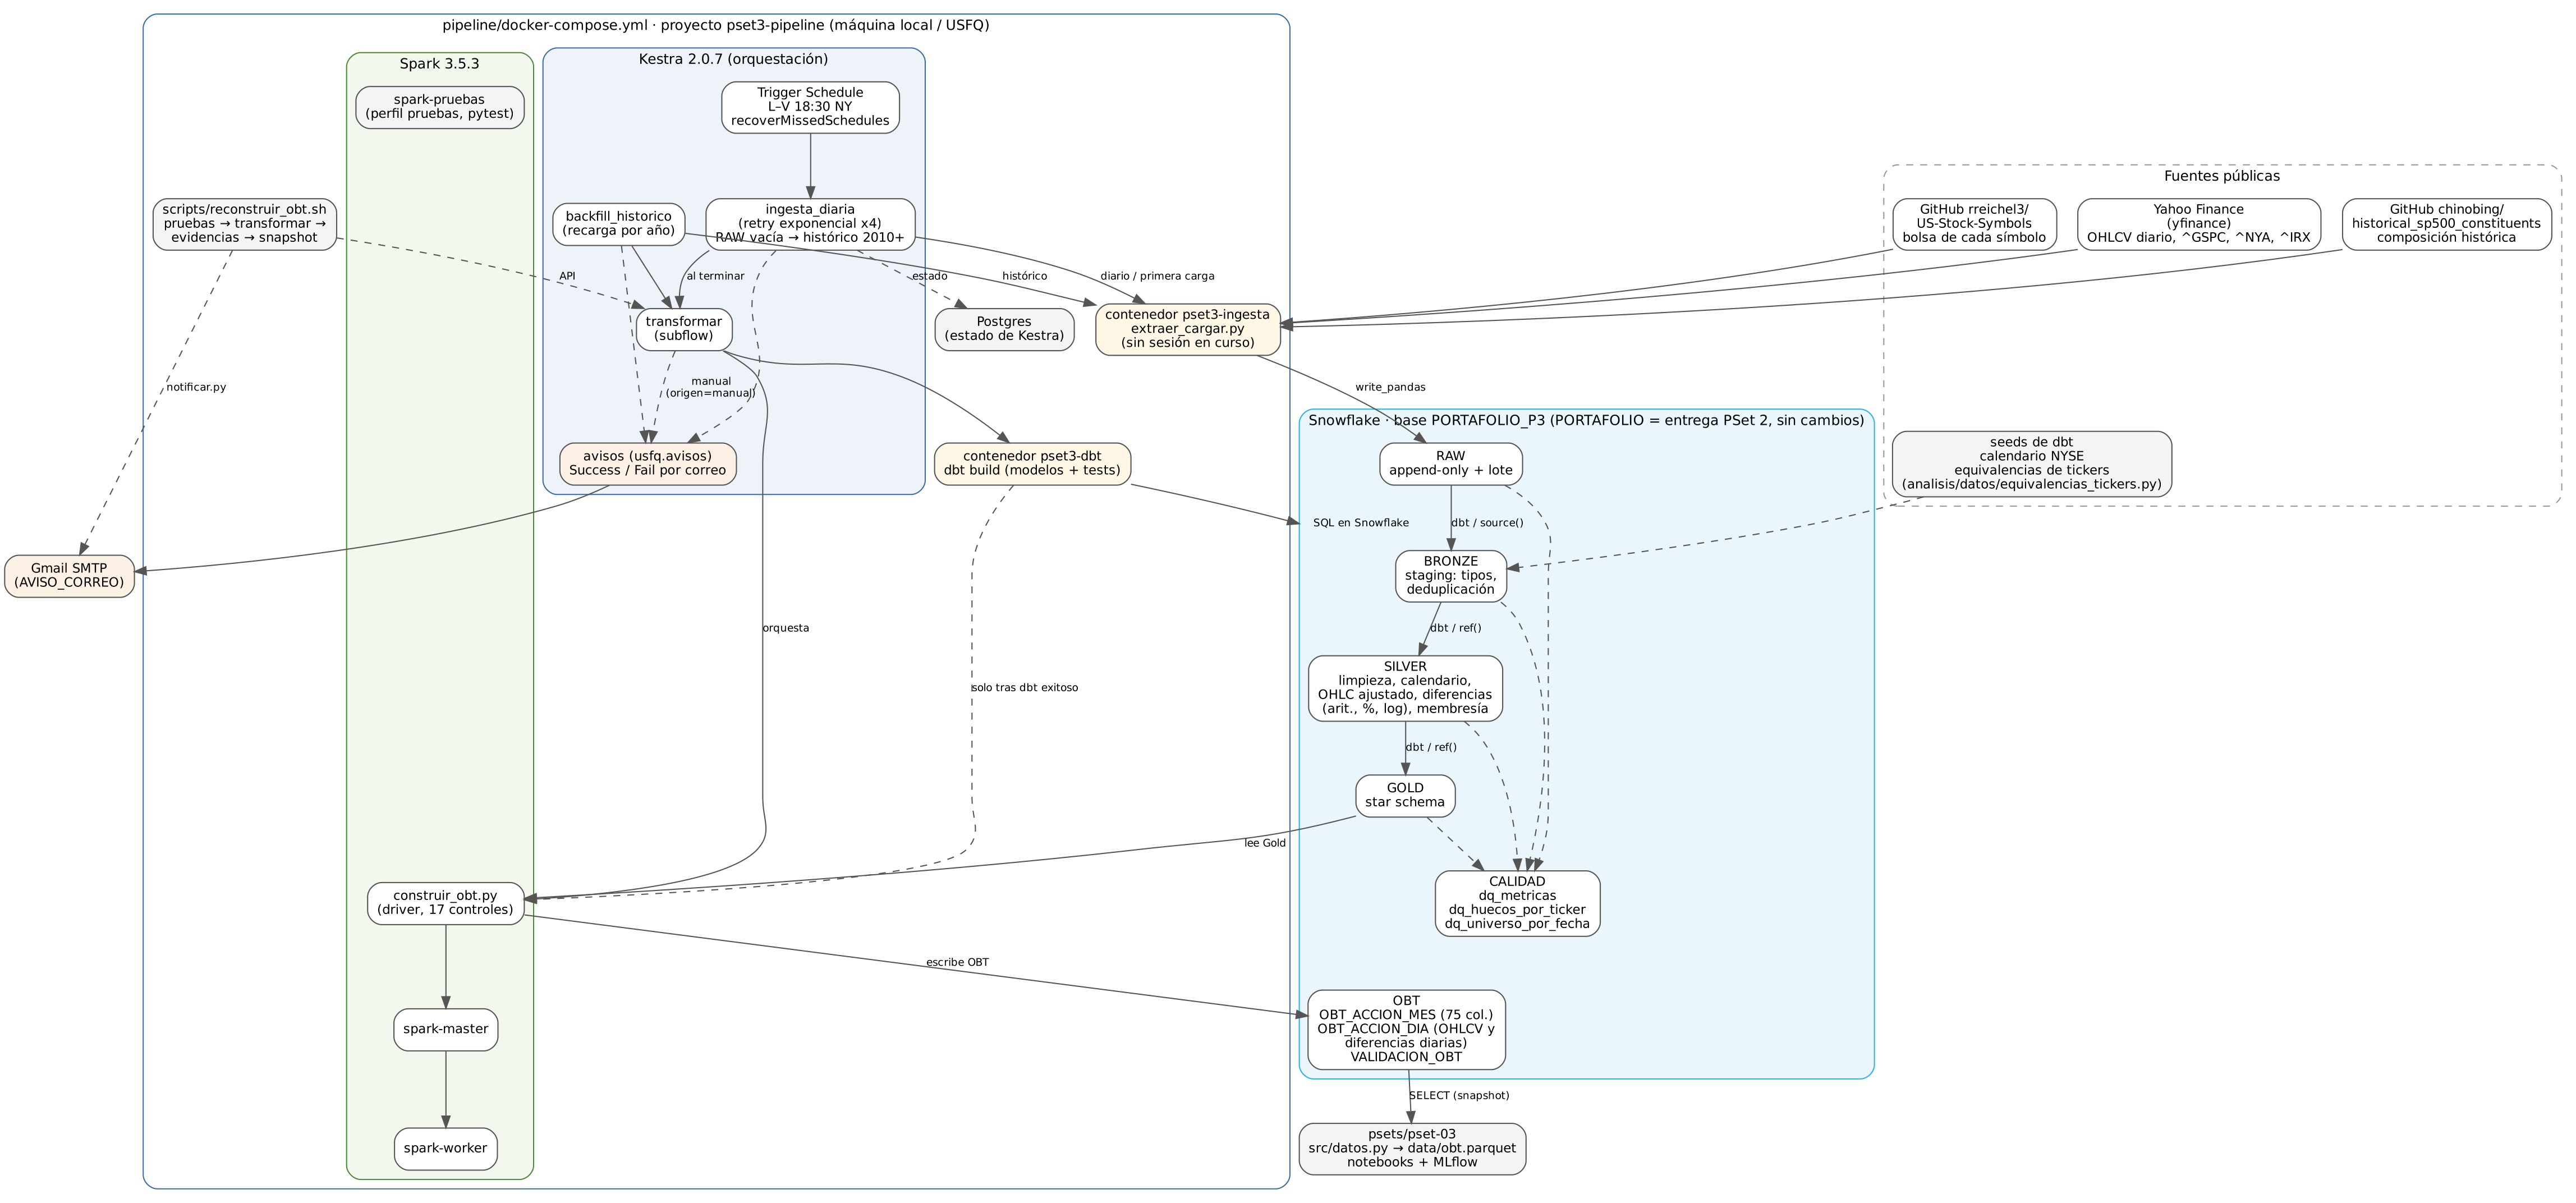 pipeline/docker-compose.yml · proyecto pset3-pipeline (máquina local / USFQ)
Spark 3.5.3
spark-pruebas
(perfil pruebas, pytest)
Kestra 2.0.7 (orquestación)
Trigger Schedule
L–V 18:30 NY
recoverMissedSchedules
scripts/reconstruir_obt.sh
pruebas → transformar →
evidencias → snapshot
backfill_historico
(recarga por año)
ingesta_diaria
(retry exponencial x4)
RAW vacía → histórico 2010+
Fuentes públicas
GitHub rreichel3/
US-Stock-Symbols
bolsa de cada símbolo
Yahoo Finance
(yfinance)
OHLCV diario, ^GSPC, ^NYA, ^IRX
GitHub chinobing/
historical_sp500_constituents
composición histórica
API
al terminar
estado
histórico
diario / primera carga
transformar
(subflow)
Postgres
(estado de Kestra)
contenedor pset3-ingesta
extraer_cargar.py
(sin sesión en curso)
notificar.py
manual
(origen=manual)
write_pandas
Snowflake · base PORTAFOLIO_P3 (PORTAFOLIO = entrega PSet 2, sin cambios)
avisos (usfq.avisos)
Success / Fail por correo
contenedor pset3-dbt
dbt build (modelos + tests)
RAW
append-only + lote
seeds de dbt
calendario NYSE
equivalencias de tickers
(analisis/datos/equivalencias_tickers.py)
SQL en Snowflake
dbt / source()
Gmail SMTP
(AVISO_CORREO)
BRONZE
staging: tipos,
deduplicación
orquesta
dbt / ref()
solo tras dbt exitoso
SILVER
limpieza, calendario,
OHLC ajustado, diferencias
(arit., %, log), membresía
dbt / ref()
GOLD
star schema
lee Gold
construir_obt.py
(driver, 17 controles)
CALIDAD
dq_metricas
dq_huecos_por_ticker
dq_universo_por_fecha
escribe OBT
spark-master
OBT
OBT_ACCION_MES (75 col.)
OBT_ACCION_DIA (OHLCV y
diferencias diarias)
VALIDACION_OBT
SELECT (snapshot)
spark-worker
psets/pset-03
src/datos.py → data/obt.parquet
notebooks + MLflow